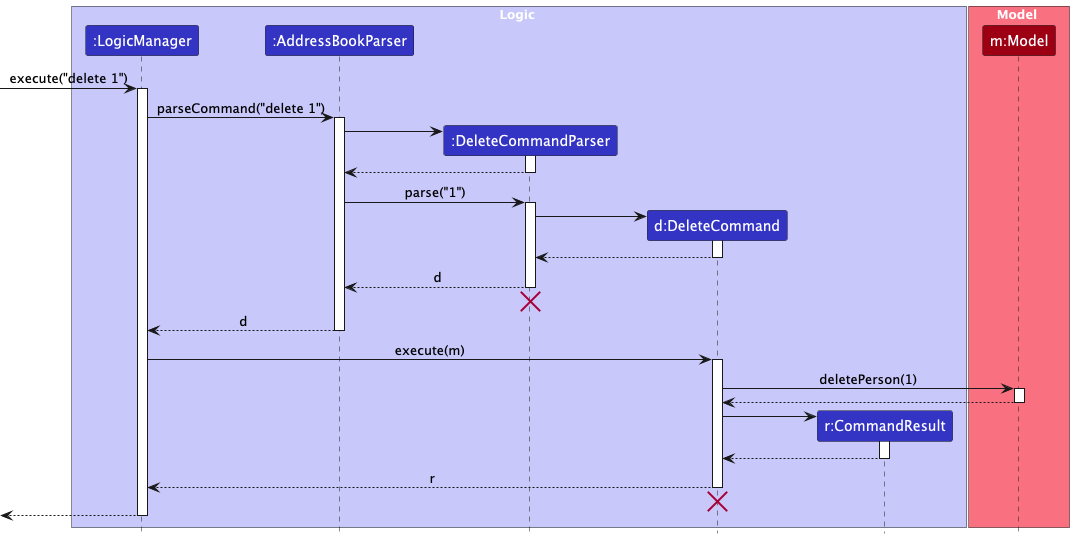 Logic
Model
:LogicManager
:AddressBookParser
m:Model
execute("delete 1")
parseCommand("delete 1")
:DeleteCommandParser
parse("1")
d:DeleteCommand
d
d
execute(m)
deletePerson(1)
r:CommandResult
r